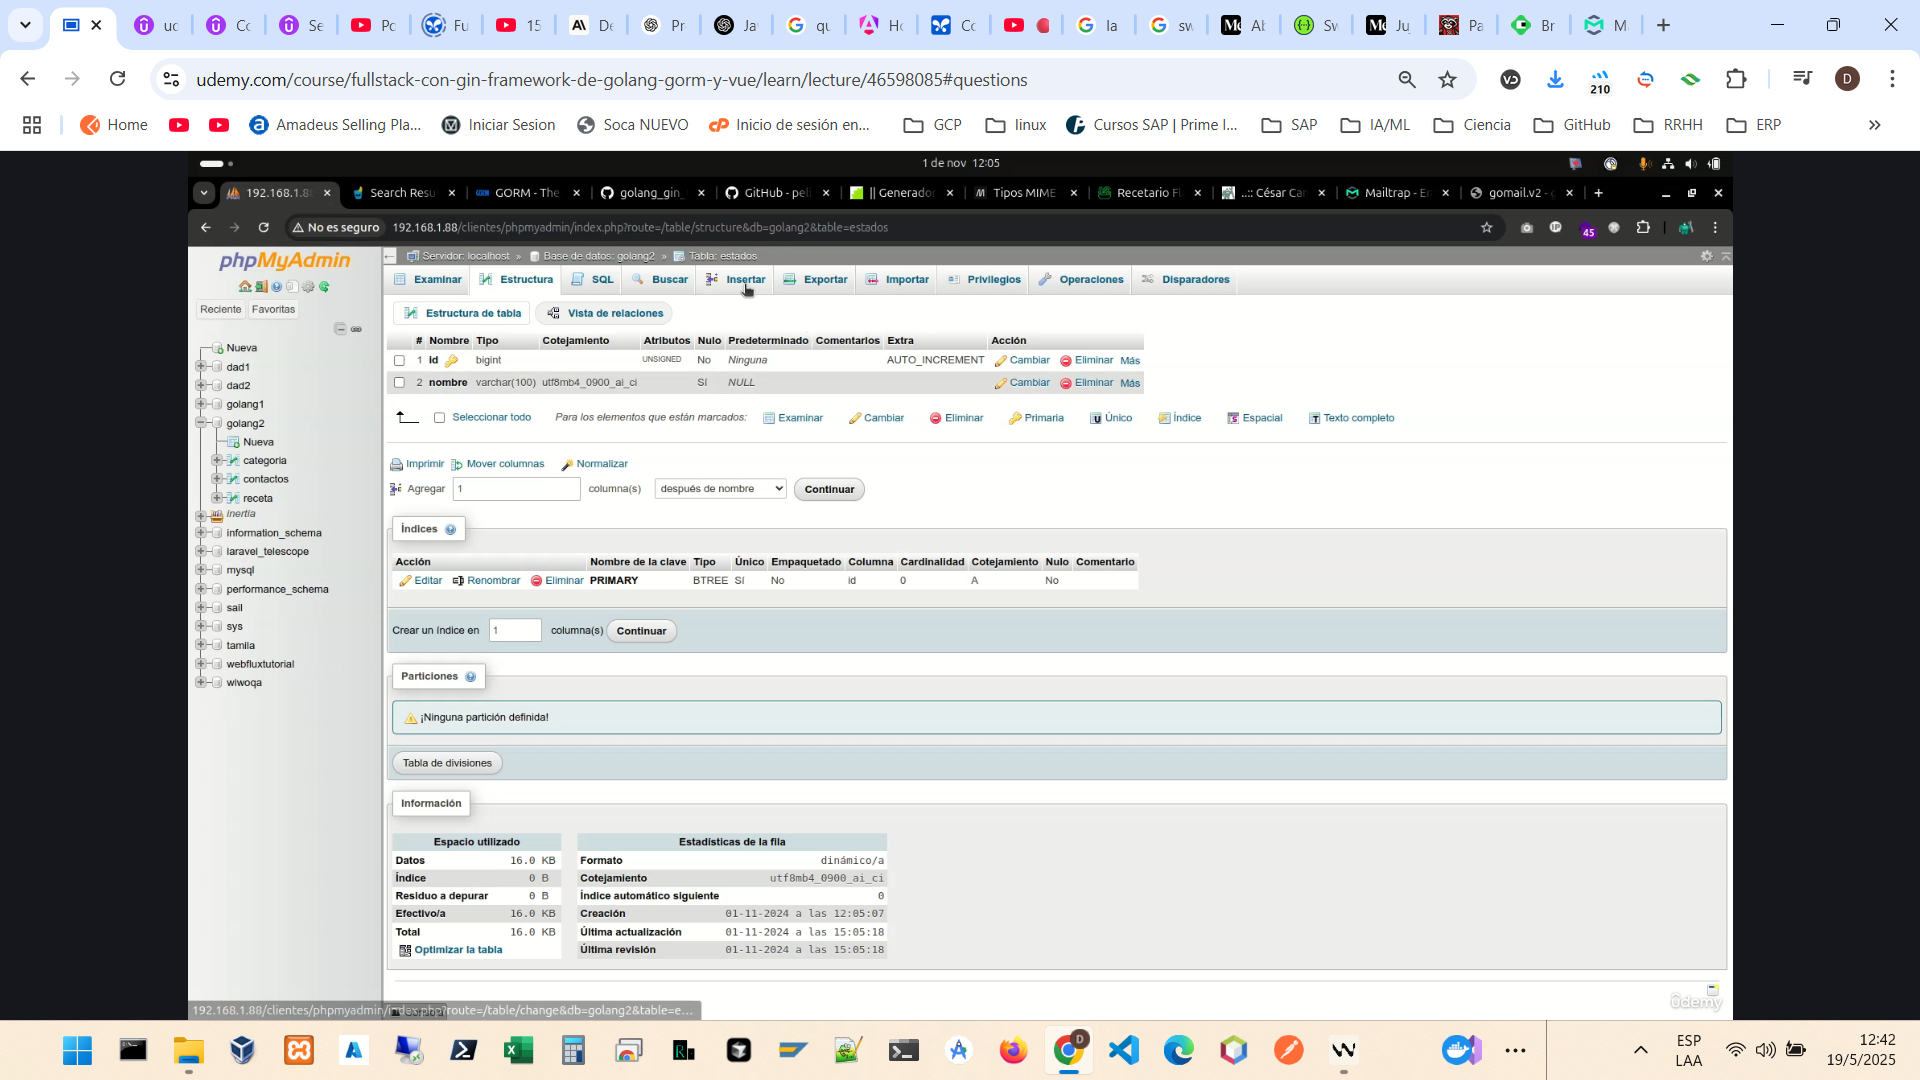 uc
Cc
Se
Pc
Fu
15
De
Pr
Ja
qu
Ho
Cc
la
sw
Al
Sw
Ju
Pa
Br
M
udemy.com/course/fullstack-con-gin-framework-de-golang-gorm-y-vue/learn/lecture/46598085#questions
210
D
Home
Amadeus Selling Pla...
Iniciar Sesion
Soca NUEVO
Inicio de sesión en...
GCP
linux
Cursos SAP | Prime I...
SAP
IA/ML
Ciencia
GitHub
RRHH
ERP
»
1 de nov 12:05
192.168.1.88
Search Resu
GORM - The
golang_gin_
GitHub - peli
|| Generador
Tipos MIME
Recetario Fl
..:: César Can
Mailtrap - Em
gomail.v2 - g
No es seguro
192.168.1.88/clientes/phpmyadmin/index.php?route=/table/structure&db=golang2&table=estados
45
phpMyAdmin
Reciente
Favoritas
Nueva
dad1
dad2
golang1
golang2
Nueva
categoria
contactos
receta
inertia
information_schema
laravel_telescope
mysql
performance_schema
sail
sys
tamila
webfluxtutorial
wiwoqa
Servidor: localhost » Base de datos: golang2 » Tabla: estados
Examinar Estructura SQL Buscar Insertar Exportar Importar Privilegios Operaciones Disparadores
Estructura de tabla Vista de relaciones
# Nombre Tipo Cotejamiento Atributos Nulo Predeterminado Comentarios Extra Acción
1 id bigint UNSIGNED No Ninguna AUTO_INCREMENT Cambiar Eliminar Más
2 nombre varchar(100) utf8mb4_0900_ai_ci Sí NULL Cambiar Eliminar Más
Seleccionar todo Para los elementos que están marcados: Examinar Cambiar Eliminar Primaria Único Índice Espacial Texto completo
Imprimir Mover columnas Normalizar
Agregar 1 columna(s) después de nombre Continuar
Índices
Acción Nombre de la clave Tipo Único Empaquetado Columna Cardinalidad Cotejamiento Nulo Comentario
Editar Renombrar Eliminar PRIMARY BTREE Sí No id 0 A No
Crear un índice en 1 columna(s) Continuar
Particiones
¡Ninguna partición definida!
Tabla de divisiones
Información
Espacio utilizado
Datos 16.0 KB
Índice 0 B
Residuo a depurar 0 B
Efectivo/a 16.0 KB
Total 16.0 KB
Optimizar la tabla
Estadísticas de la fila
Formato dinámico/a
Cotejamiento utf8mb4_0900_ai_ci
Índice automático siguiente 0
Creación 01-11-2024 a las 12:05:07
Última actualización 01-11-2024 a las 15:05:18
Última revisión 01-11-2024 a las 15:05:18
192.168.1.88/clientes/phpmyadmin/index.php?route=/table/change&db=golang2&table=e...
ûdemy
ESP
LAA
12:42
19/5/2025